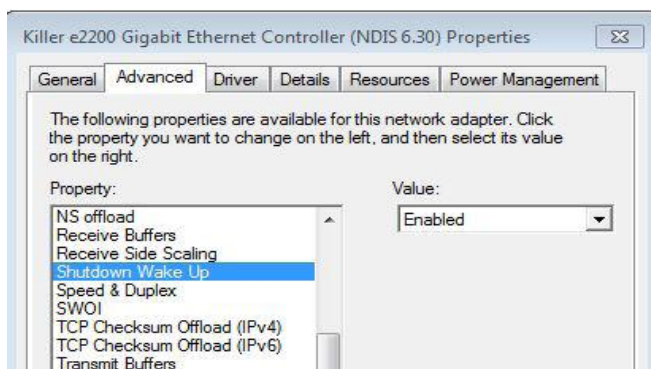 Killer e2200 Gigabit Ethernet Controller (NDIS 6.30) Properties
General Advanced Driver Details Resources Power Management
The following properties are available for this network adapter. Click
the property you want to change on the left, and then select its value
on the right.
Property:
Value:
NS offload
Enabled
Receive Buffers
Receive Side Scaling
Shutdown Wake Up
Speed & Duplex
SWOI
TCP Checksum Offload (IPv4)
TCP Checksum Offload (IPv6)
Transmit Buffers